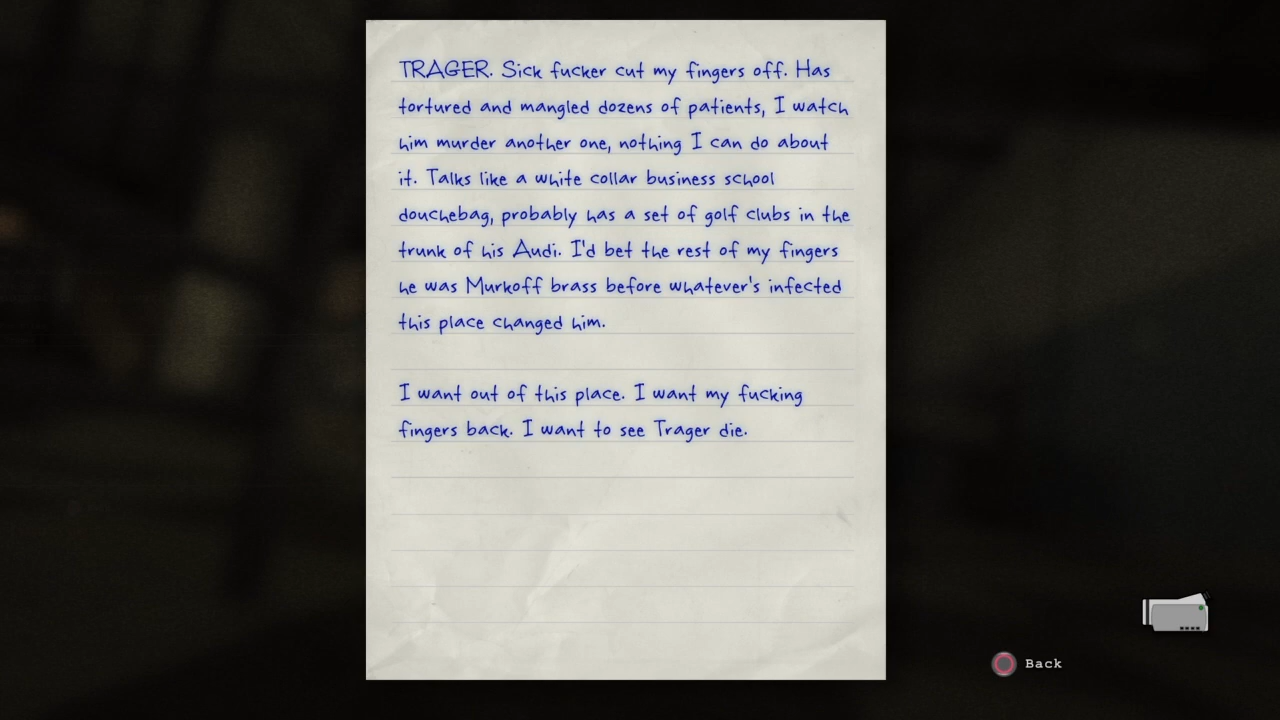 TRAGER. Sick fucker cut my fingers off. Has
tortured and mangled dozens of patients, I watch
him murder another one, nothing I can do about
it. Talks like a white collar business school
douchebag, probably has a set of golf clubs in the
trunk of his Audi. I'd bet the rest of my fingers
he was Murkoff brass before whatever's infected
this place changed him.
I want out of this place. I want my fucking
fingers back. I want to see Trager die.
Back